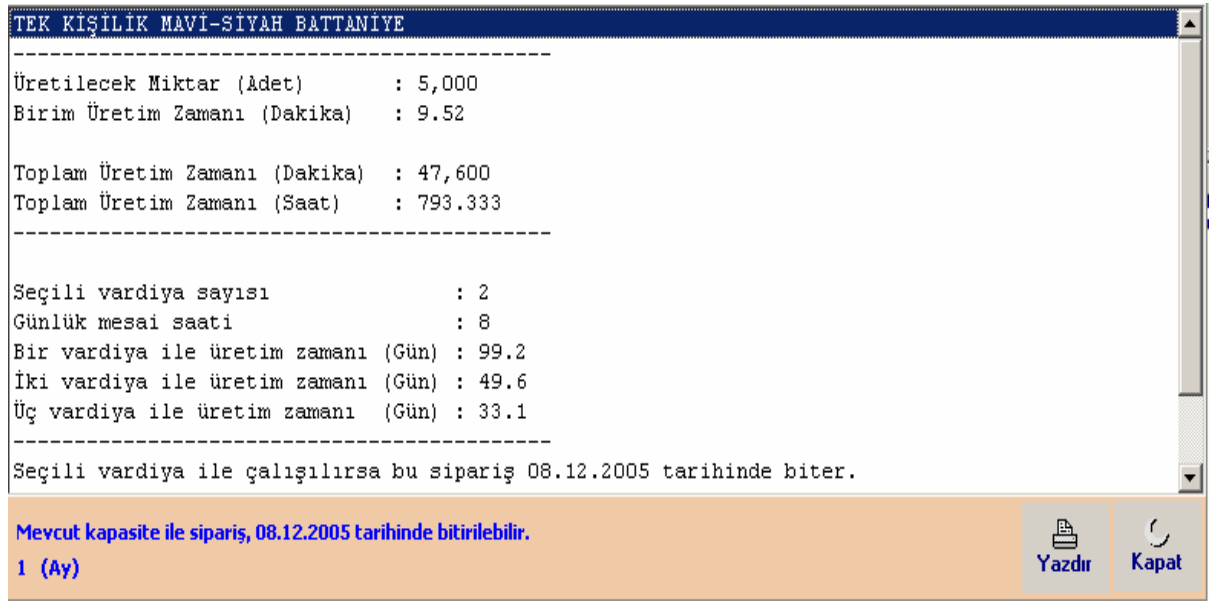 TEK KİŞİLİK MAVİ-SİYAH BATTANİYE
--------------------------------------------
Üretilecek Miktar (Adet) : 5,000
Birim Üretim Zamanı (Dakika) : 9.52
Toplam Üretim Zamanı (Dakika) : 47,600
Toplam Üretim Zamanı (Saat) : 793.333
--------------------------------------------
Seçili vardiya sayısı : 2
Günlük mesai saati : 8
Bir vardiya ile üretim zamanı (Gün) : 99.2
İki vardiya ile üretim zamanı (Gün) : 49.6
Üç vardiya ile üretim zamanı (Gün) : 33.1
--------------------------------------------
Seçili vardiya ile çalışılırsa bu sipariş 08.12.2005 tarihinde biter.
Mevcut kapasite ile sipariş, 08.12.2005 tarihinde bitirilebilir.
1 (Ay)
Yazdır
Kapat